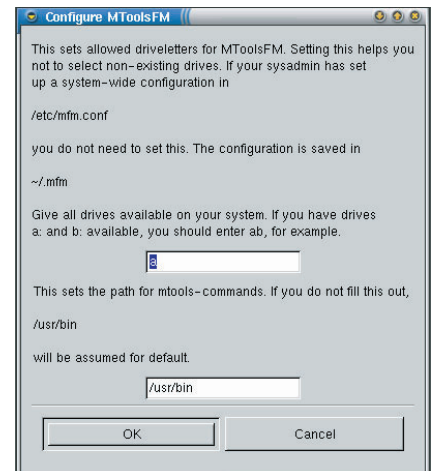 Configure MToolsFM
This sets allowed driveletters for MToolsFM. Setting this helps you
not to select non-existing drives. If your sysadmin has set
up a system-wide configuration in
/etc/mfm.conf
you do not need to set this. The configuration is saved in
~/.mfm
Give all drives available on your system. If you have drives
a: and b: available, you should enter ab, for example.
a
This sets the path for mtools-commands. If you do not fill this out,
/usr/bin
will be assumed for default.
/usr/bin
OK
Cancel